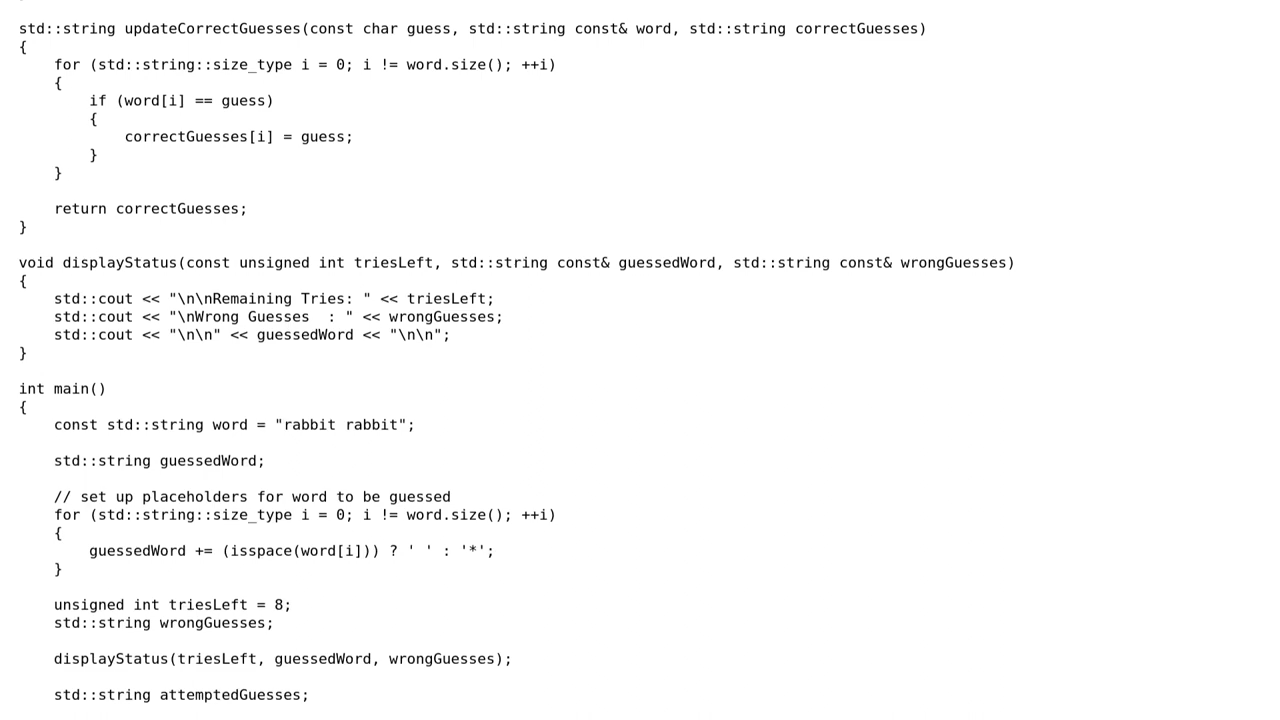 std::string updateCorrectGuesses(const char guess, std::string const& word, std::string correctGuesses)
{
    for (std::string::size_type i = 0; i != word.size(); ++i)
    {
        if (word[i] == guess)
        {
            correctGuesses[i] = guess;
        }
    }

    return correctGuesses;
}

void displayStatus(const unsigned int triesLeft, std::string const& guessedWord, std::string const& wrongGuesses)
{
    std::cout << "\n\nRemaining Tries: " << triesLeft;
    std::cout << "\nWrong Guesses  : " << wrongGuesses;
    std::cout << "\n\n" << guessedWord << "\n\n";
}

int main()
{
    const std::string word = "rabbit rabbit";

    std::string guessedWord;

    // set up placeholders for word to be guessed
    for (std::string::size_type i = 0; i != word.size(); ++i)
    {
        guessedWord += (isspace(word[i])) ? ' ' : '*';
    }

    unsigned int triesLeft = 8;
    std::string wrongGuesses;

    displayStatus(triesLeft, guessedWord, wrongGuesses);

    std::string attemptedGuesses;